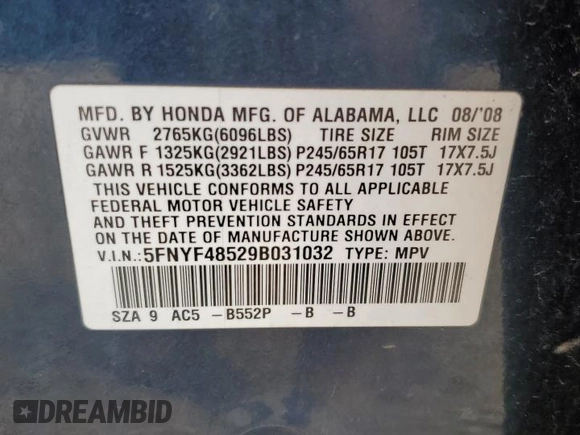 MFD. BY HONDA MFG. OF ALABAMA, LLC 08/'08
GVWR 2765KG(6096LBS) TIRE SIZE RIM SIZE
GAWR F 1325KG(2921LBS) P245/65R17 105T 17X7.5J
GAWR R 1525KG(3362LBS) P245/65R17 105T 17X7.5J
THIS VEHICLE CONFORMS TO ALL APPLICABLE
FEDERAL MOTOR VEHICLE SAFETY
AND THEFT PREVENTION STANDARDS IN EFFECT
ON THE DATE OF MANUFACTURE SHOWN ABOVE.
V.I.N.:5FNYF48529B031032 TYPE: MPV
SZA 9 AC5 -B552P -B -B
DREAMBID